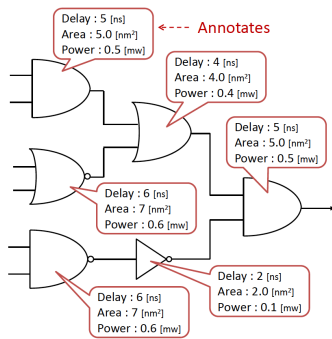 Delay : 5 [ns]
Area : 5.0 [nm²]
Power : 0.5 [mw]
Annotates
Delay : 4 [ns]
Area : 4.0 [nm²]
Power : 0.4 [mw]
Delay : 5 [ns]
Area : 5.0 [nm²]
Power : 0.5 [mw]
Delay : 6 [ns]
Area : 7 [nm²]
Power : 0.6 [mw]
Delay : 2 [ns]
Area : 2.0 [nm²]
Power : 0.1 [mw]
Delay : 6 [ns]
Area : 7 [nm²]
Power : 0.6 [mw]